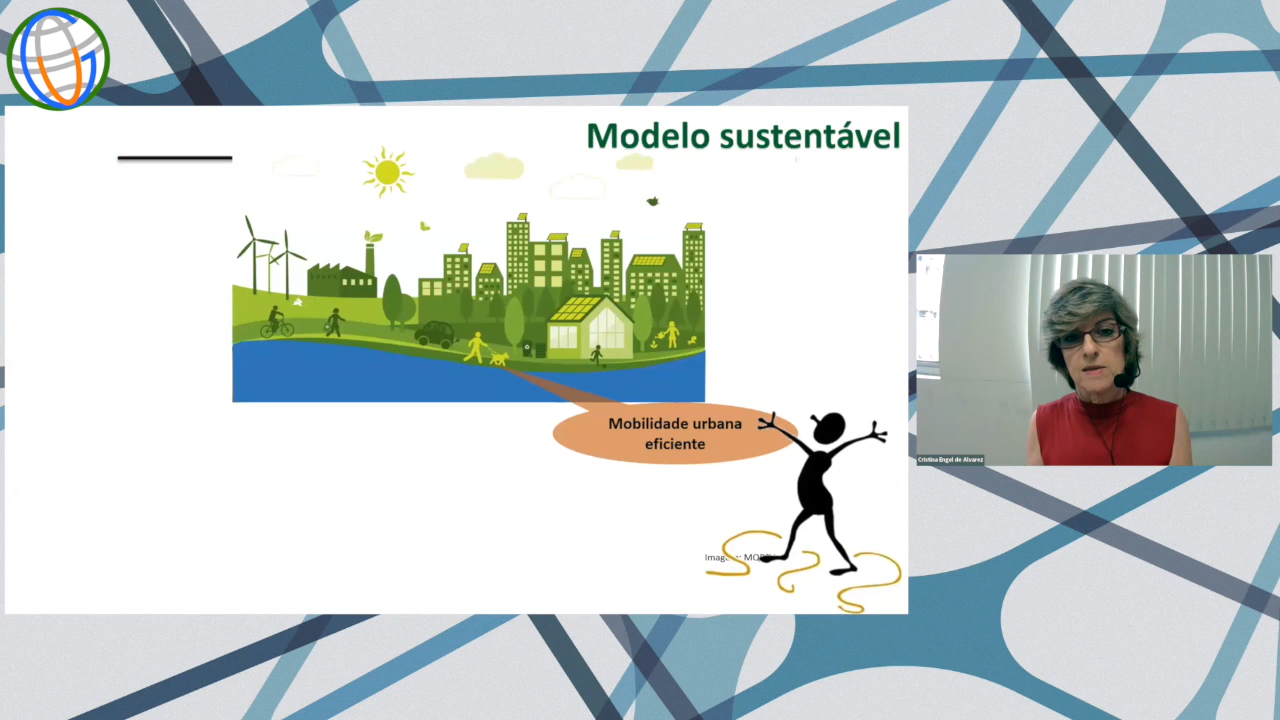 Modelo sustentável
Mobilidade urbana
eficiente
Cristina Engel de Alvarez